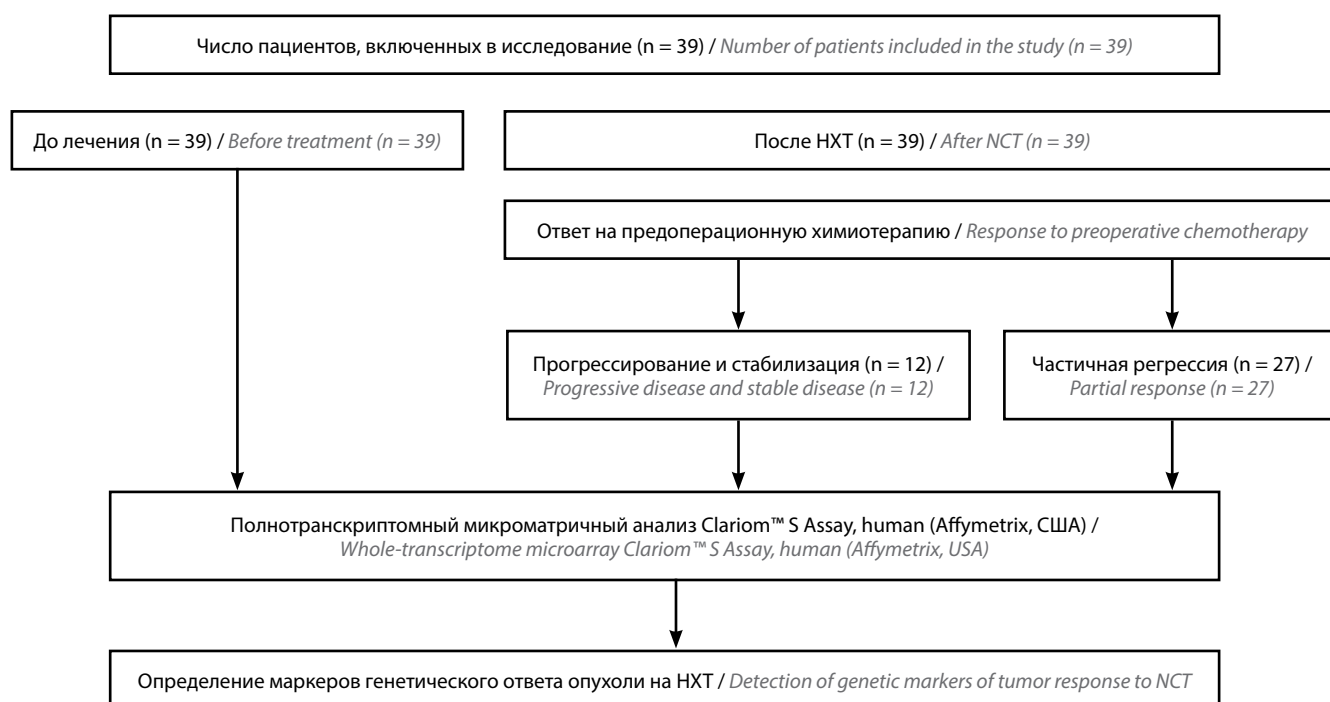 Число пациентов, включенных в исследование (n = 39) / Number of patients included in the study (n = 39)
До лечения (n = 39) / Before treatment (n = 39)
После НХТ (n = 39) / After NCT (n = 39)
Ответ на предоперационную химиотерапию / Response to preoperative chemotherapy
Прогрессирование и стабилизация (n = 12) /
Progressive disease and stable disease (n = 12)
Частичная регрессия (n = 27) /
Partial response (n = 27)
Полнотранскриптомный микроматричный анализ Clariom™ S Assay, human (Affymetrix, США) /
Whole-transcriptome microarray Clariom™ S Assay, human (Affymetrix, USA)
Определение маркеров генетического ответа опухоли на НХТ / Detection of genetic markers of tumor response to NCT